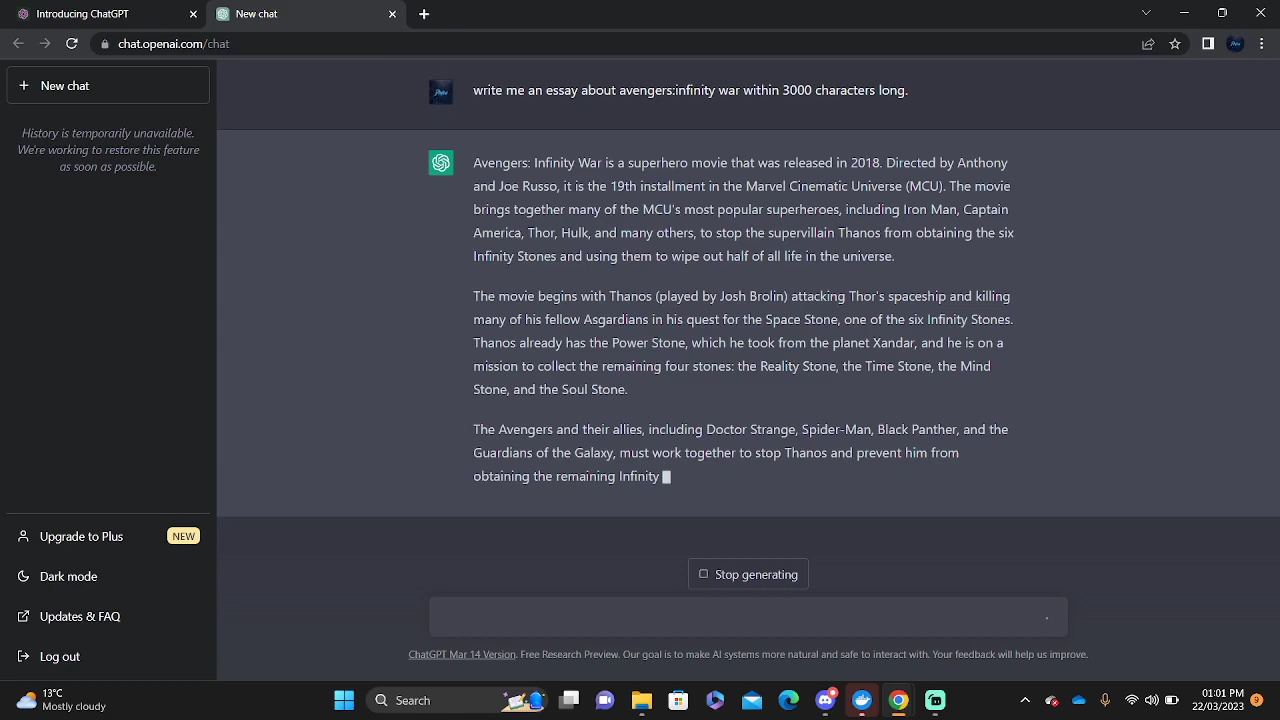 Introducing ChatGPT
New chat
chat.openai.com/chat
New chat
History is temporarily unavailable.
We're working to restore this feature
as soon as possible.
write me an essay about avengers:infinity war within 3000 characters long.
Avengers: Infinity War is a superhero movie that was released in 2018. Directed by Anthony
and Joe Russo, it is the 19th installment in the Marvel Cinematic Universe (MCU). The movie
brings together many of the MCU's most popular superheroes, including Iron Man, Captain
America, Thor, Hulk, and many others, to stop the supervillain Thanos from obtaining the six
Infinity Stones and using them to wipe out half of all life in the universe.
The movie begins with Thanos (played by Josh Brolin) attacking Thor's spaceship and killing
many of his fellow Asgardians in his quest for the Space Stone, one of the six Infinity Stones.
Thanos already has the Power Stone, which he took from the planet Xandar, and he is on a
mission to collect the remaining four stones: the Reality Stone, the Time Stone, the Mind
Stone, and the Soul Stone.
The Avengers and their allies, including Doctor Strange, Spider-Man, Black Panther, and the
Guardians of the Galaxy, must work together to stop Thanos and prevent him from
obtaining the remaining Infinity
Upgrade to Plus
NEW
Dark mode
Updates & FAQ
Log out
Stop generating
ChatGPT Mar 14 Version. Free Research Preview. Our goal is to make AI systems more natural and safe to interact with. Your feedback will help us improve.
13°C
Mostly cloudy
Search
01:01 PM
22/03/2023
9